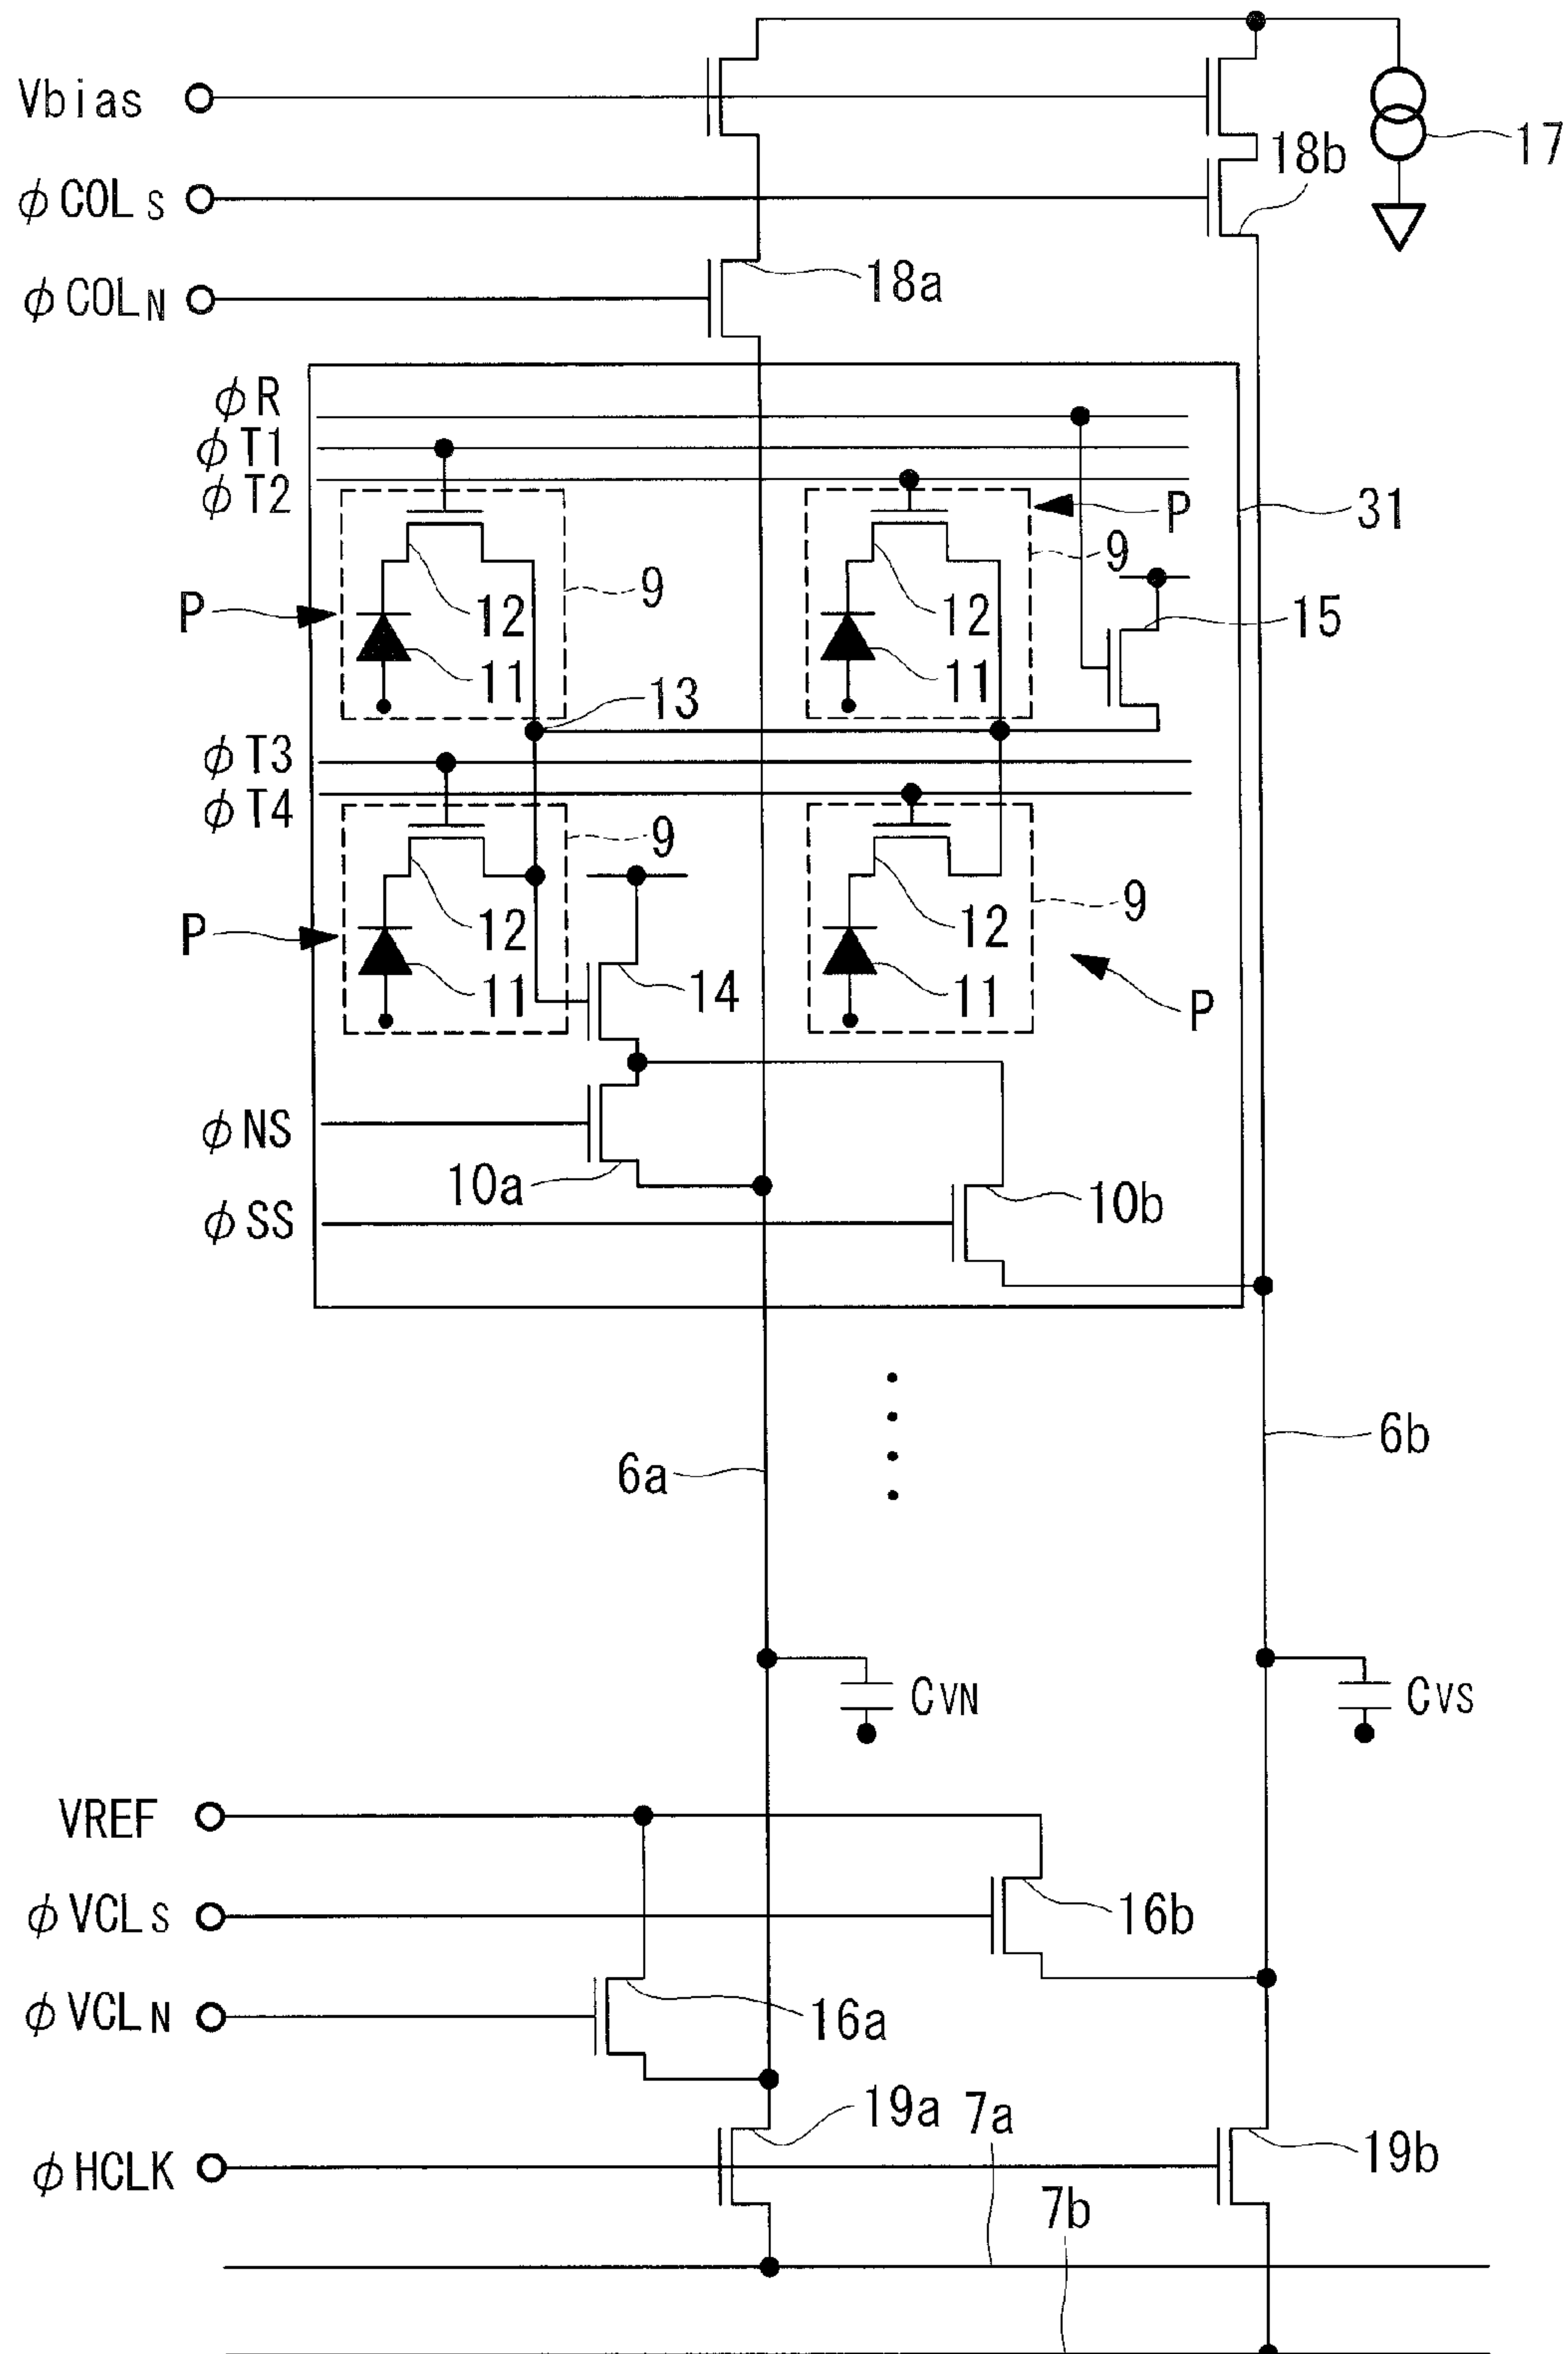 Vbias
17
18b
φCOLS
18a
φCOLN
φR
φT1
φT2
P
31
9
9
12
12
15
P
11
11
13
φT3
φT4
9
9
12
12
P
11
14
11
P
φNS
10a
10b
φSS
6b
6a
CVN
CVS
VREF
φVCLS
16b
φVCLN
16a
19a
7a
19b
φHCLK
7b